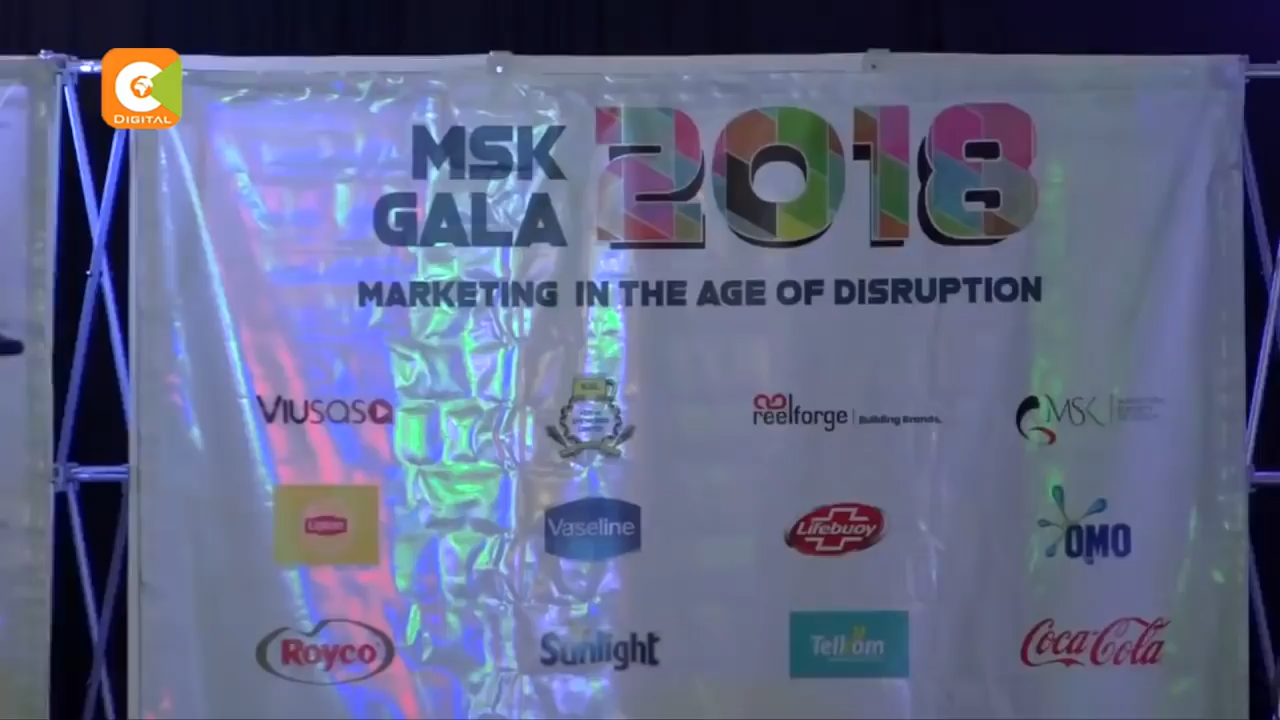 DIGITAL
MSK
GALA
2018
MARKETING IN THE AGE OF DISRUPTION
VIUSASA
reelforge
Building Brands.
MSK
Lipton
Vaseline
Lifebuoy
OMO
Royco
Sunlight
Telkom
Coca-Cola